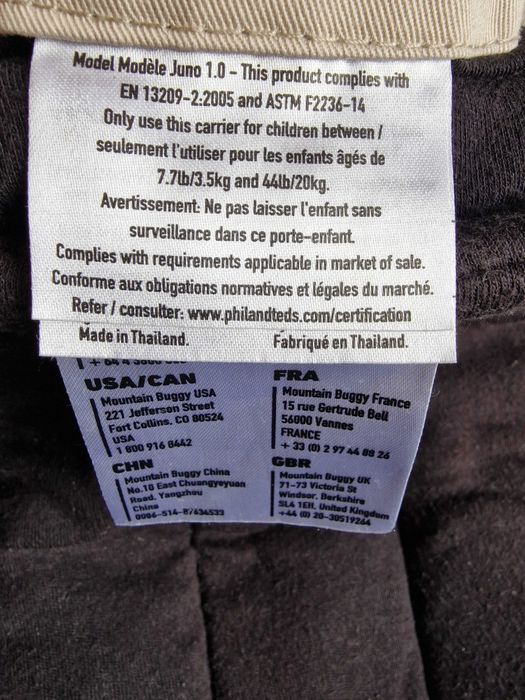 Model Modèle Juno 1.0 - This product complies with
EN 13209-2:2005 and ASTM F2236-14
Only use this carrier for children between /
seulement l'utiliser pour les enfants âgés de
7.7lb/3.5kg and 44lb/20kg.
Avertissement: Ne pas laisser l'enfant sans
surveillance dans ce porte-enfant.
Complies with requirements applicable in market of sale.
Conforme aux obligations normatives et légales du marché.
Refer / consulter: www.philandteds.com/certification
Made in Thailand. Fabriqué en Thailand.
USA/CAN
Mountain Buggy USA
221 Jefferson Street
Fort Collins, CO 80524
USA
1 800 916 8442
FRA
Mountain Buggy France
15 rue Gertrude Bell
56000 Vannes
FRANCE
+ 33 (0) 2 97 44 88 26
CHN
Mountain Buggy China
No.18 East Chuangyeyuan
Road, Yangzhou
China
0086-514-87634533
GBR
Mountain Buggy UK
71-73 Victoria St
Windsor, Berkshire
SL4 1EH, United Kingdom
+44 (0) 20-30519264